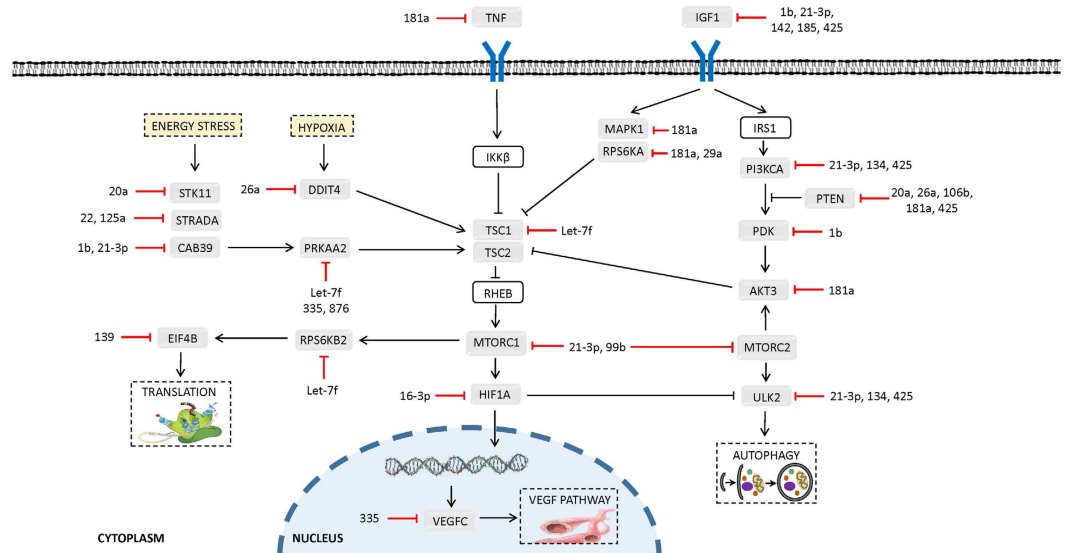 181a
TNF
IGF1
1b, 21-3p,
142, 185, 425
ENERGY STRESS
HYPOXIA
MAPK1
181a
IRS1
RPS6KA
181a, 29a
IKKβ
PI3KCA
21-3p, 134, 425
20a
STK11
26a
DDIT4
PTEN
20a, 26a, 106b,
181a, 425
22, 125a
STRADA
TSC1
Let-7f
PDK
1b
1b, 21-3p
CAB39
PRKAA2
TSC2
Let-7f
335, 876
RHEB
AKT3
181a
139
EIF4B
RPS6KB2
MTORC1
21-3p, 99b
MTORC2
TRANSLATION
Let-7f
16-3p
HIF1A
ULK2
21-3p, 134, 425
AUTOPHAGY
VEGF PATHWAY
335
VEGFC
CYTOPLASM
NUCLEUS